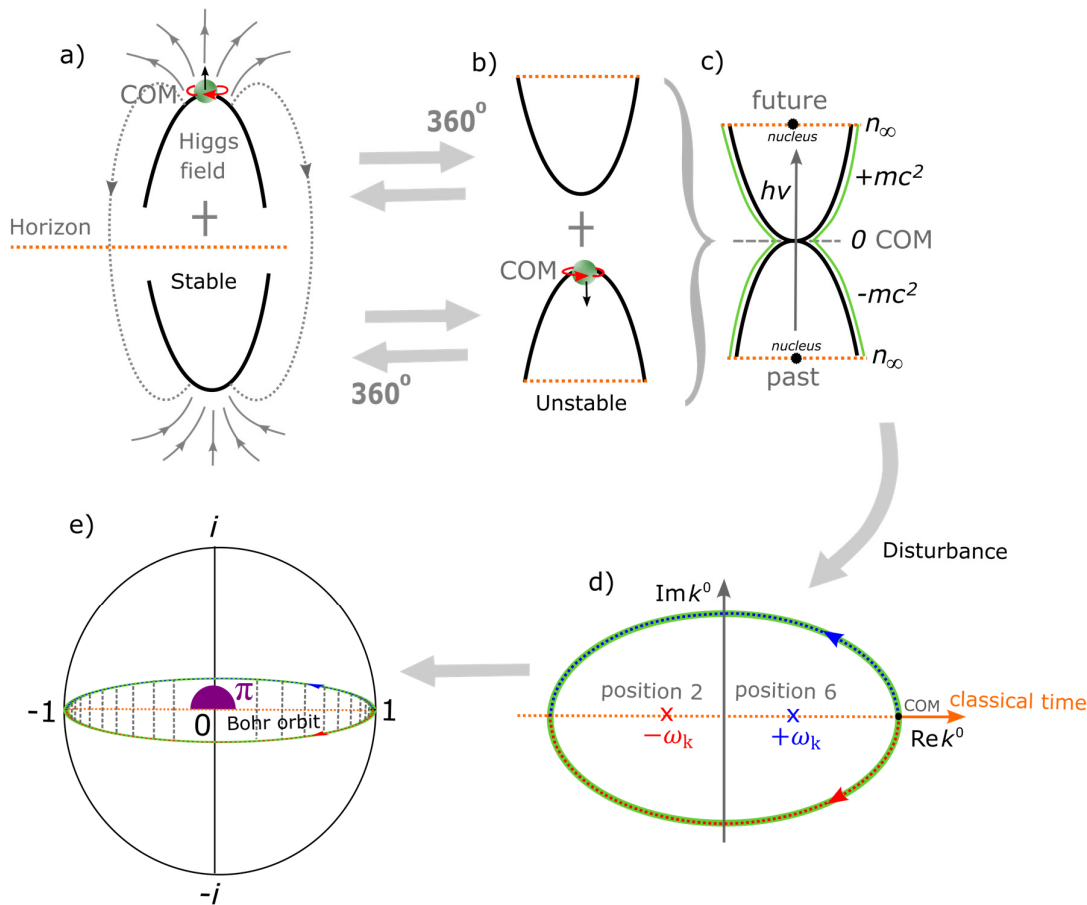 a)
COM
Higgs
field
Horizon
Stable
360°
360°
b)
COM
Unstable
c)
future
nucleus
n∞
hv
+mc²
0 COM
-mc²
nucleus
n∞
past
Disturbance
d)
Imk⁰
position 2
position 6
COM
classical time
−ωk
+ωk
Rek⁰
e)
i
π
-1
0
Bohr orbit
1
-i